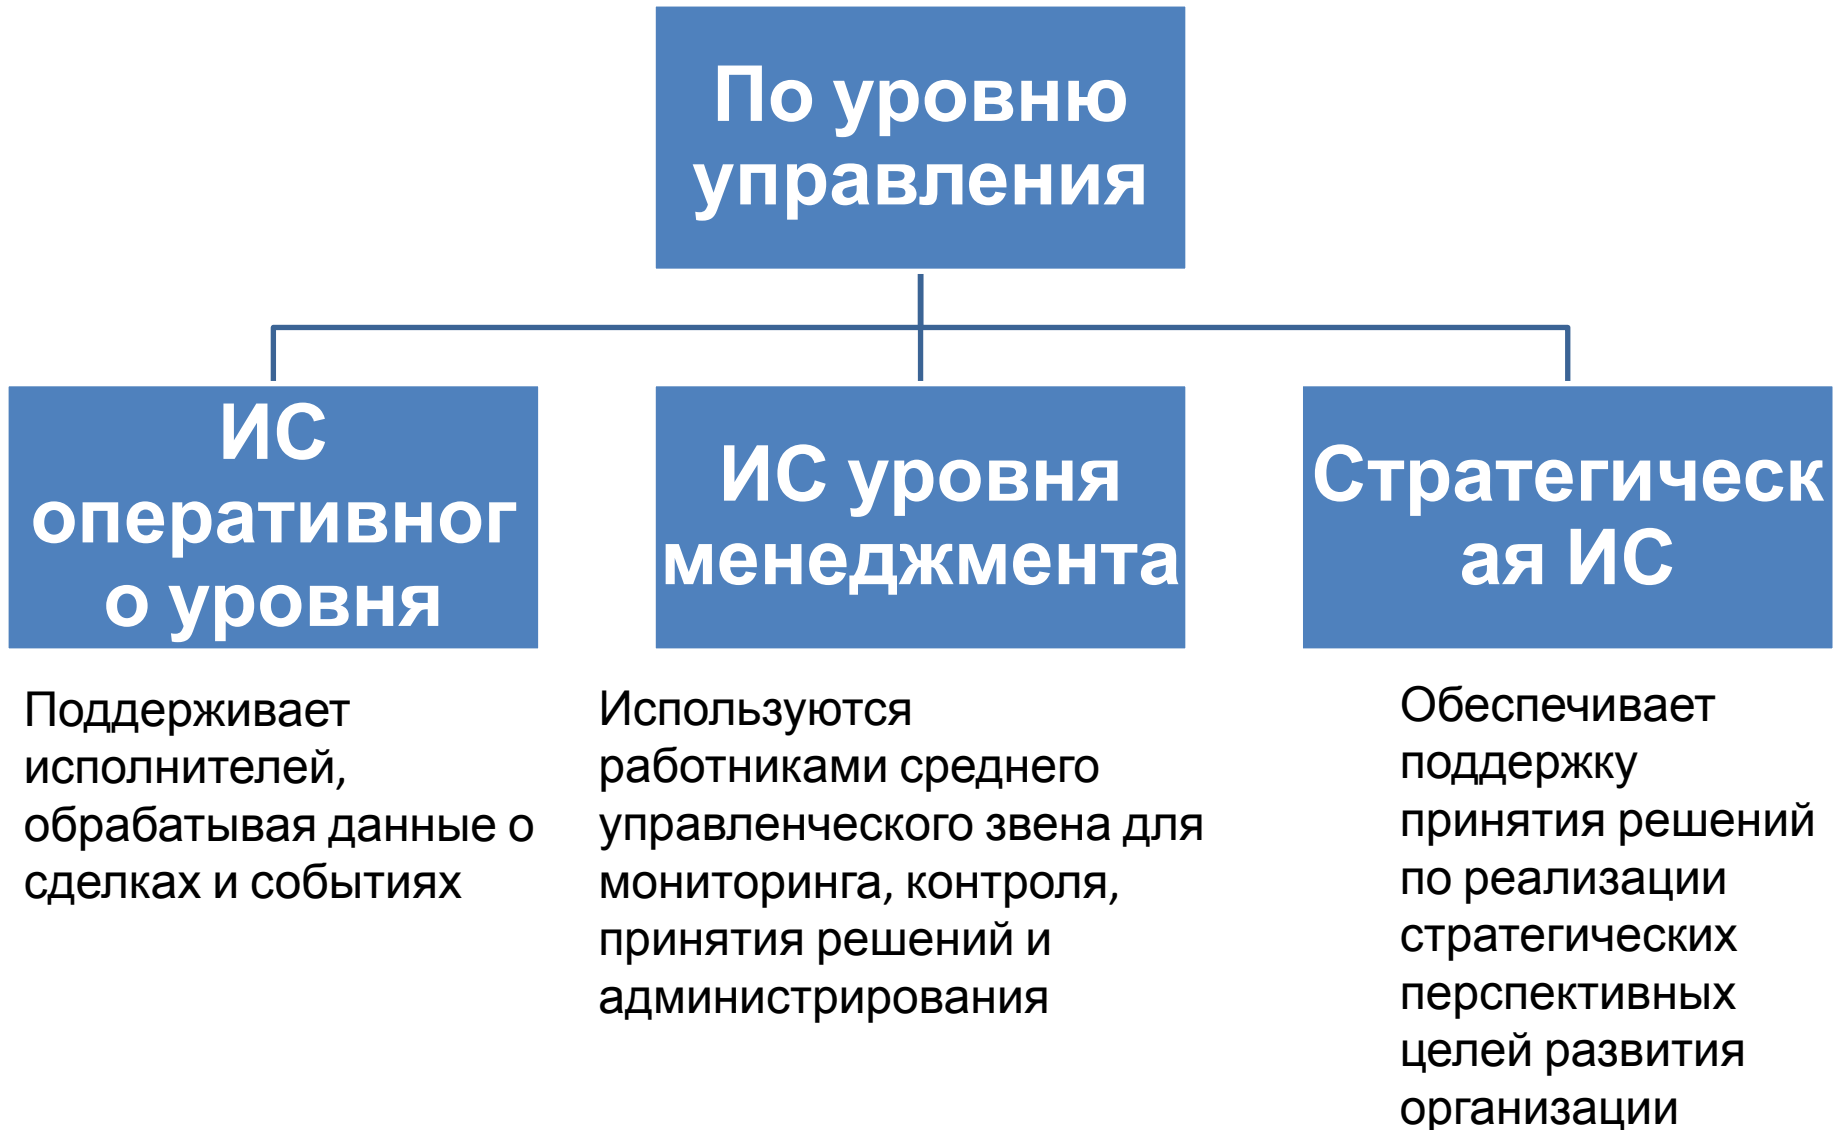 По уровню
управления
ИС
оперативног
о уровня
ИС уровня
менеджмента
Стратегическ
ая ИС
Поддерживает
исполнителей,
обрабатывая данные о
сделках и событиях
Используются
работниками среднего
управленческого звена для
мониторинга, контроля,
принятия решений и
администрирования
Обеспечивает
поддержку
принятия решений
по реализации
стратегических
перспективных
целей развития
организации